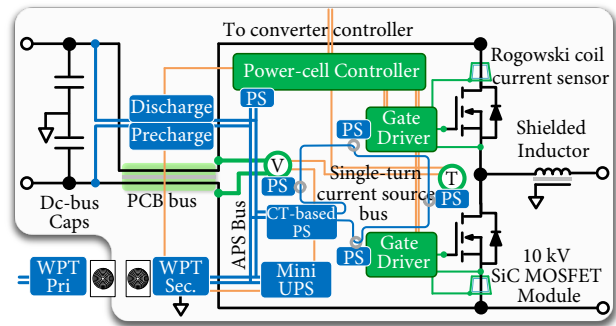 To converter controller
Rogowski coil
current sensor
Power-cell Controller
PS
Discharge
Precharge
Gate
Driver
PS
Shielded
Inductor
V
PS
Single-turn
current source
bus
T
PS
Dc-bus
Caps
PCB bus
APS Bus
CT-based
PS
PS
Gate
Driver
10 kV
SiC MOSFET
Module
WPT
Pri
WPT
Sec.
Mini
UPS